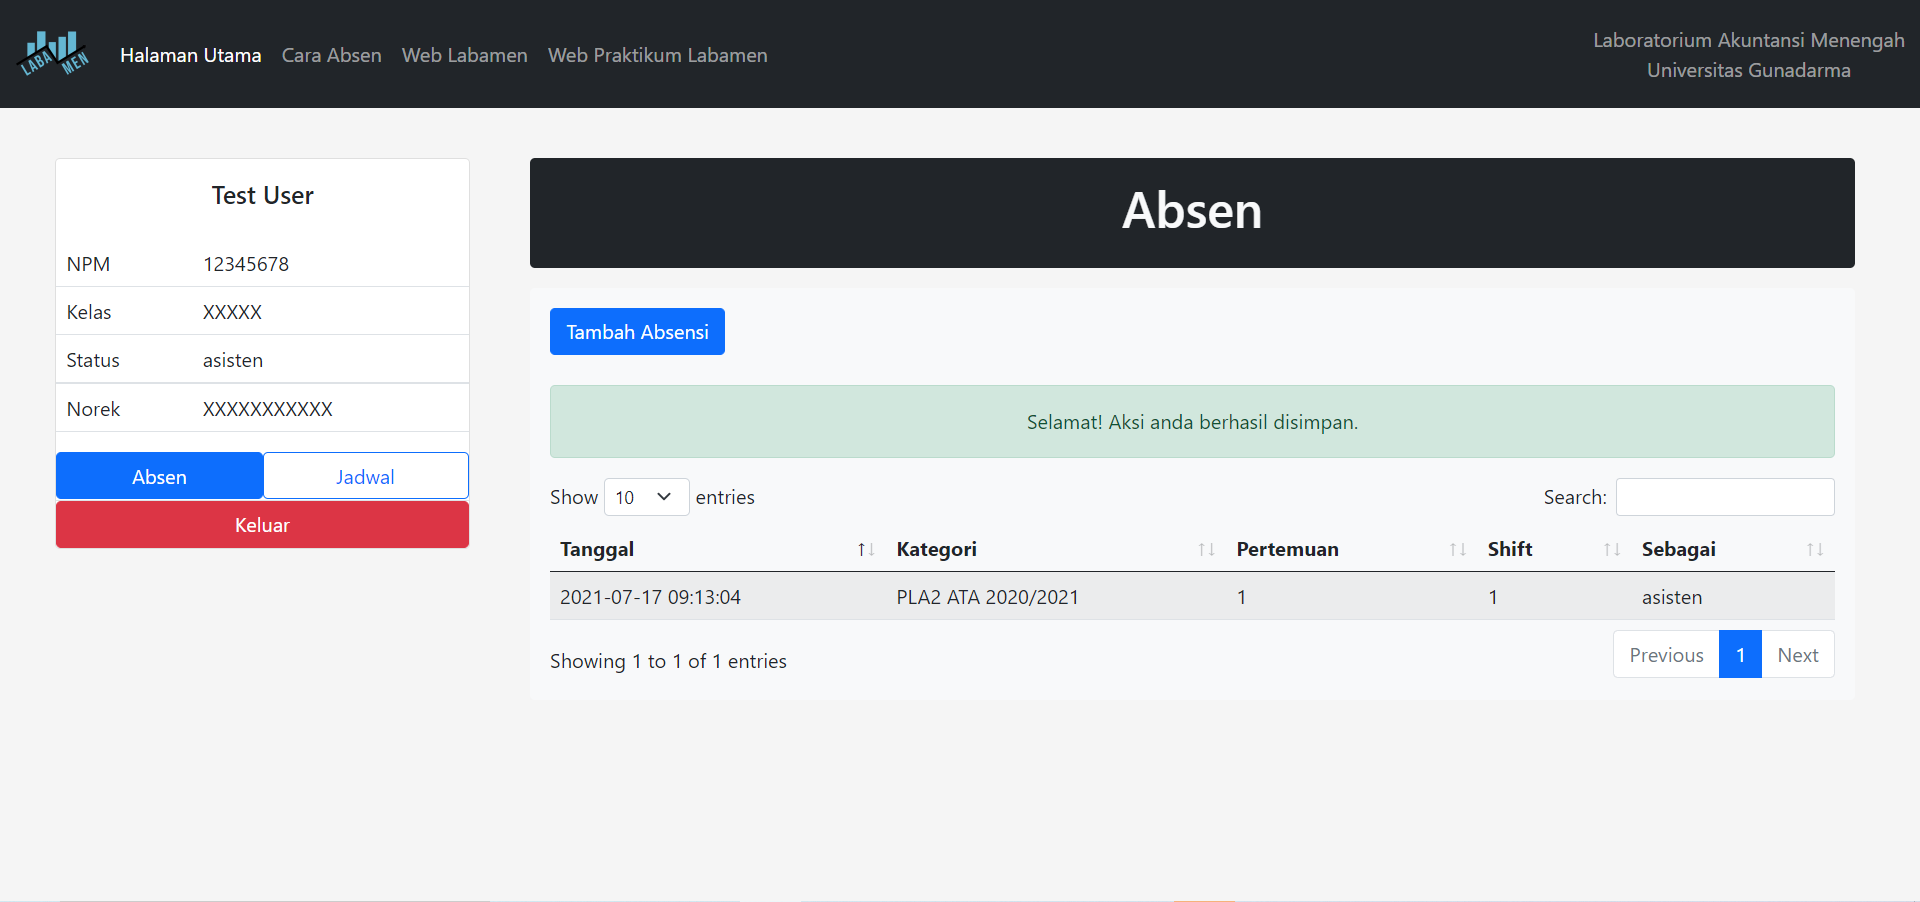 LABA MEN
Halaman Utama Cara Absen Web Labamen Web Praktikum Labamen
Laboratorium Akuntansi Menengah
Universitas Gunadarma
Test User
NPM 12345678
Kelas XXXXX
Status asisten
Norek XXXXXXXXXXX
Absen Jadwal
Keluar
Absen
Tambah Absensi
Selamat! Aksi anda berhasil disimpan.
Show 10 entries Search:
Tanggal Kategori Pertemuan Shift Sebagai
2021-07-17 09:13:04 PLA2 ATA 2020/2021 1 1 asisten
Showing 1 to 1 of 1 entries
Previous 1 Next